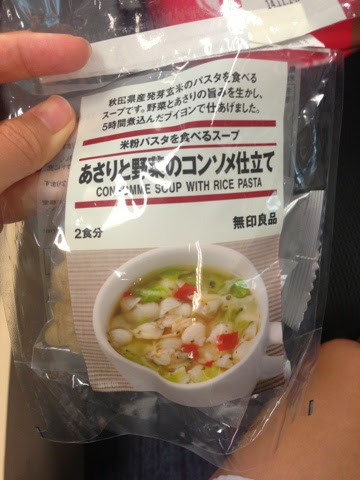 秋田県産発芽玄米のパスタを食べる
スープです。野菜とあさりの旨みを生かし、
5時間煮込んだブイヨンで仕あげました。
米粉パスタを食べるスープ
あさりと野菜のコンソメ仕立て
CONSOMME SOUP WITH RICE PASTA
2食分
無印良品